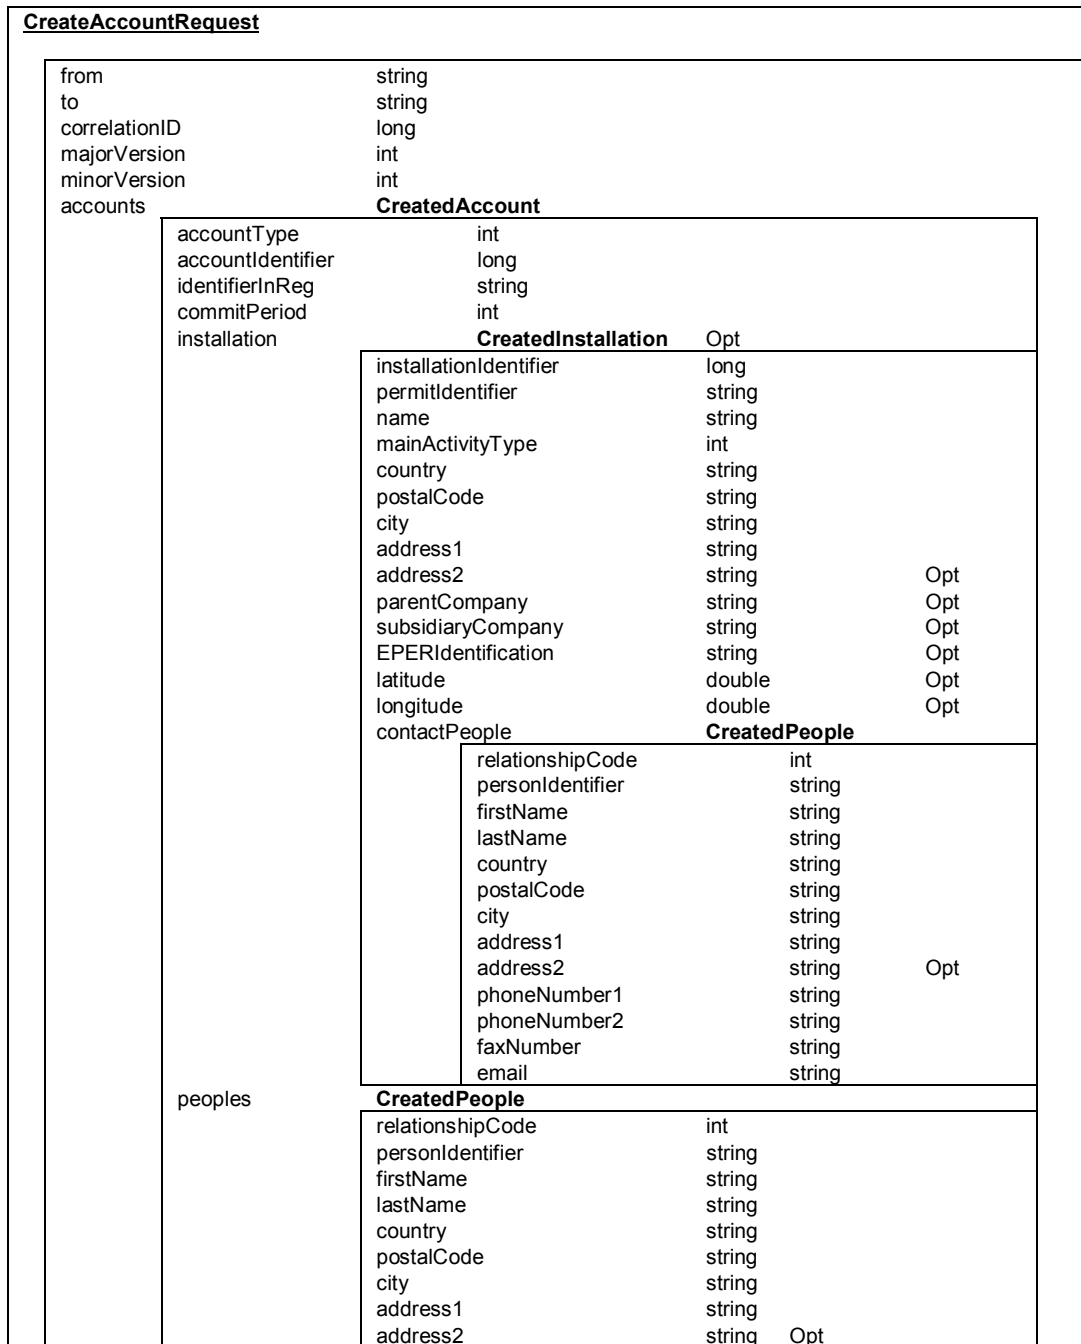 CreateAccountRequest
from string
to string
correlationID long
majorVersion int
minorVersion int
accounts CreatedAccount
accountType int
accountIdentifier long
identifierInReg string
commitPeriod int
installation CreatedInstallation Opt
installationIdentifier long
permitIdentifier string
name string
mainActivityType int
country string
postalCode string
city string
address1 string
address2 string Opt
parentCompany string Opt
subsidiaryCompany string Opt
EPERIdentification string Opt
latitude double Opt
longitude double Opt
contactPeople CreatedPeople
relationshipCode int
personIdentifier string
firstName string
lastName string
country string
postalCode string
city string
address1 string
address2 string Opt
phoneNumber1 string
phoneNumber2 string
faxNumber string
email string
peoples CreatedPeople
relationshipCode int
personIdentifier string
firstName string
lastName string
country string
postalCode string
city string
address1 string
address2 string Opt